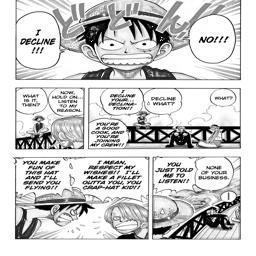 NO!!!
I
DECLINE
!!!
WHAT?
DECLINE
WHAT?
I
DECLINE
YOUR
DECLINA-
TION!!
YOU'RE
A GOOD
COOK, AND
YOU'RE
JOINING
MY CREW!!
NOW,
HOLD ON...
LISTEN
TO MY
REASON.
WHAT
IS IT,
THEN?
NONE OF
YOUR
BUSINESS.
YOU
JUST TOLD
ME TO
LISTEN!!
I MEAN,
RESPECT MY
WISHES!! I'LL
MAKE A FILLET
OUTTA YOU, YOU
CRAP-HAT KID!!
YOU MAKE
FUN OF
THIS HAT
AND I'LL
SEND YOU
FLYING!!